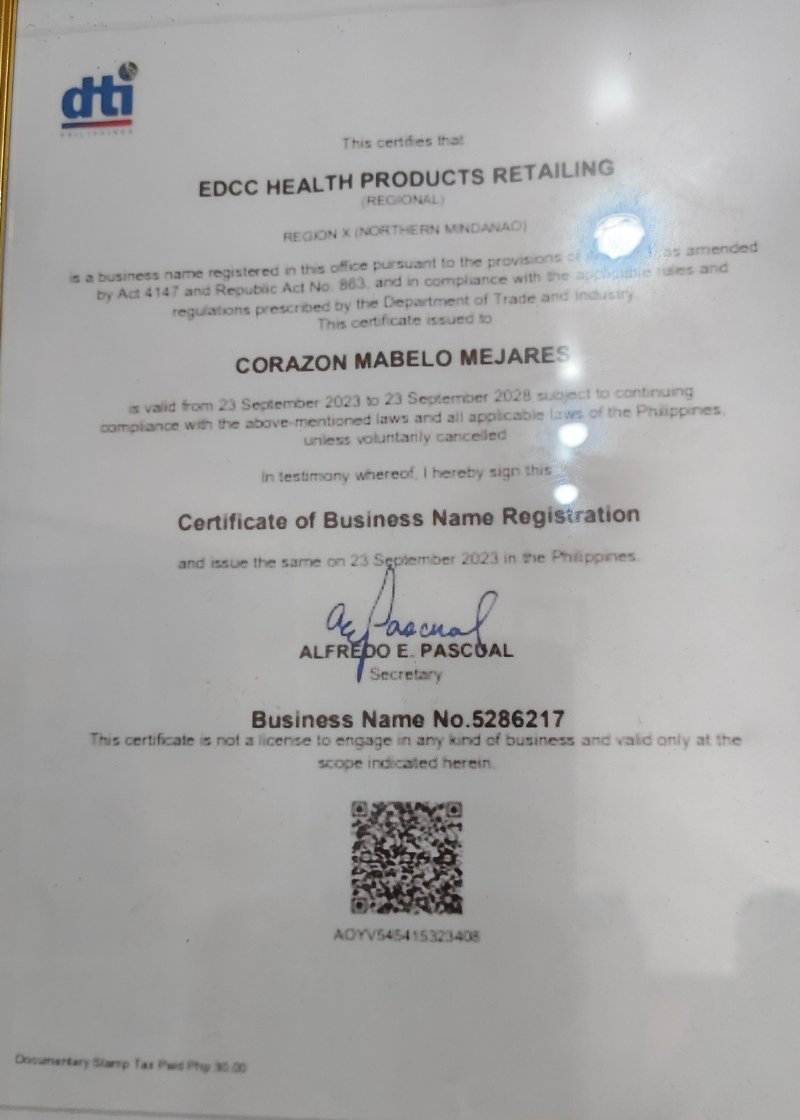 dti
PHILIPPINES
This certifies that
EDCC HEALTH PRODUCTS RETAILING
(REGIONAL)
REGION X (NORTHERN MINDANAO)
is a business name registered in this office pursuant to the provisions of as amended
by Act 4147 and Republic Act No. 863, and in compliance with the applicable rules and
regulations prescribed by the Department of Trade and Industry.
This certificate issued to
CORAZON MABELO MEJARES
is valid from 23 September 2023 to 23 September 2028 subject to continuing
compliance with the above-mentioned laws and all applicable laws of the Philippines,
unless voluntarily cancelled
In testimony whereof, I hereby sign this
Certificate of Business Name Registration
and issue the same on 23 September 2023 in the Philippines.
ALFREDO E. PASCUAL
Secretary
Business Name No.5286217
This certificate is not a license to engage in any kind of business and valid only at the
scope indicated herein.
AOYV545415323408
Documentary Stamp Tax Paid Php 30.00